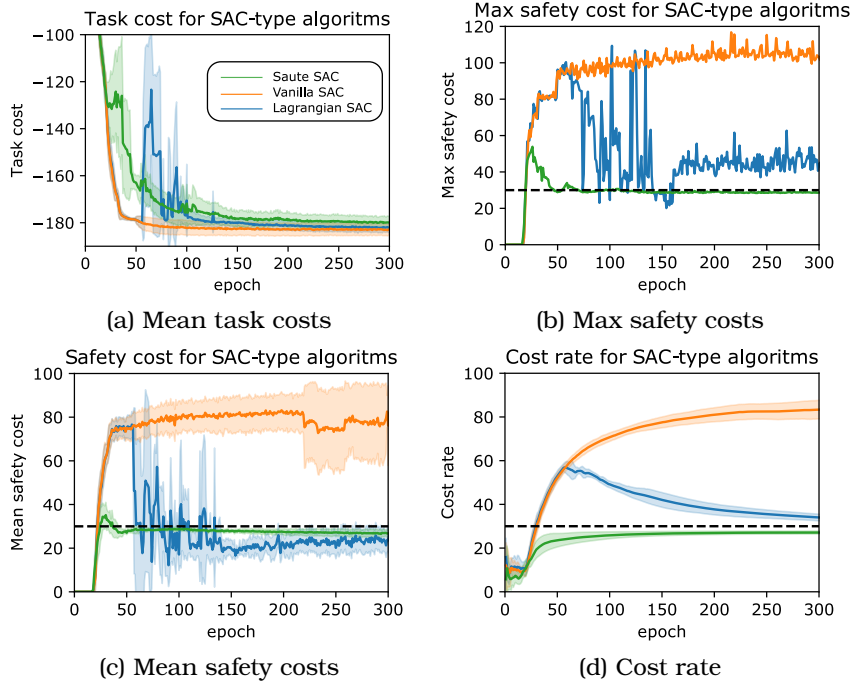 Task cost for SAC-type algoritms
Task cost
−100
−120
−140
−160
−180
Saute SAC
Vanilla SAC
Lagrangian SAC
0 50 100 150 200 250 300
epoch
(a) Mean task costs
Max safety cost for SAC-type algoritms
Max safety cost
120
100
80
60
40
20
0
0 50 100 150 200 250 300
epoch
(b) Max safety costs
Safety cost for SAC-type algoritms
Mean safety cost
100
80
60
40
20
0
0 50 100 150 200 250 300
epoch
(c) Mean safety costs
Cost rate for SAC-type algoritms
Cost rate
100
80
60
40
20
0
0 50 100 150 200 250 300
epoch
(d) Cost rate